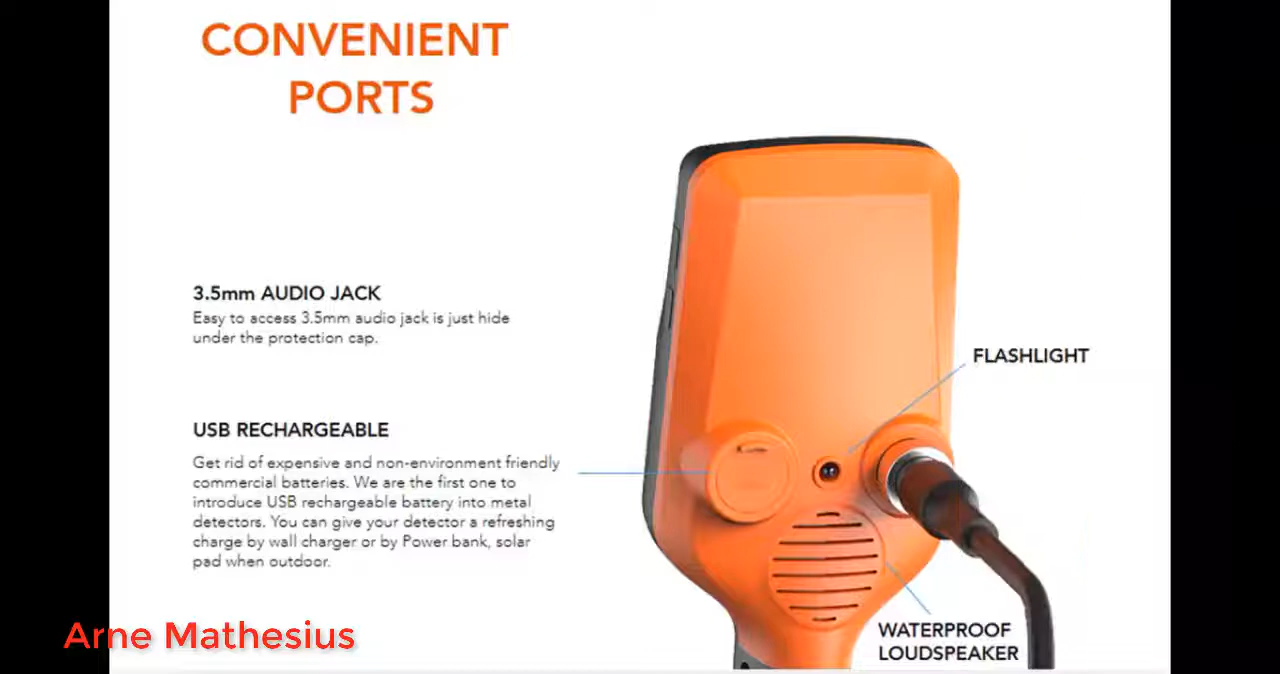 CONVENIENT
PORTS
3.5mm AUDIO JACK
Easy to access 3.5mm audio jack is just hide
under the protection cap.
FLASHLIGHT
USB RECHARGEABLE
Get rid of expensive and non-environment friendly
commercial batteries. We are the first one to
introduce USB rechargeable battery into metal
detectors. You can give your detector a refreshing
charge by wall charger or by Power bank, solar
pad when outdoor.
WATERPROOF
LOUDSPEAKER
Arne Mathesius